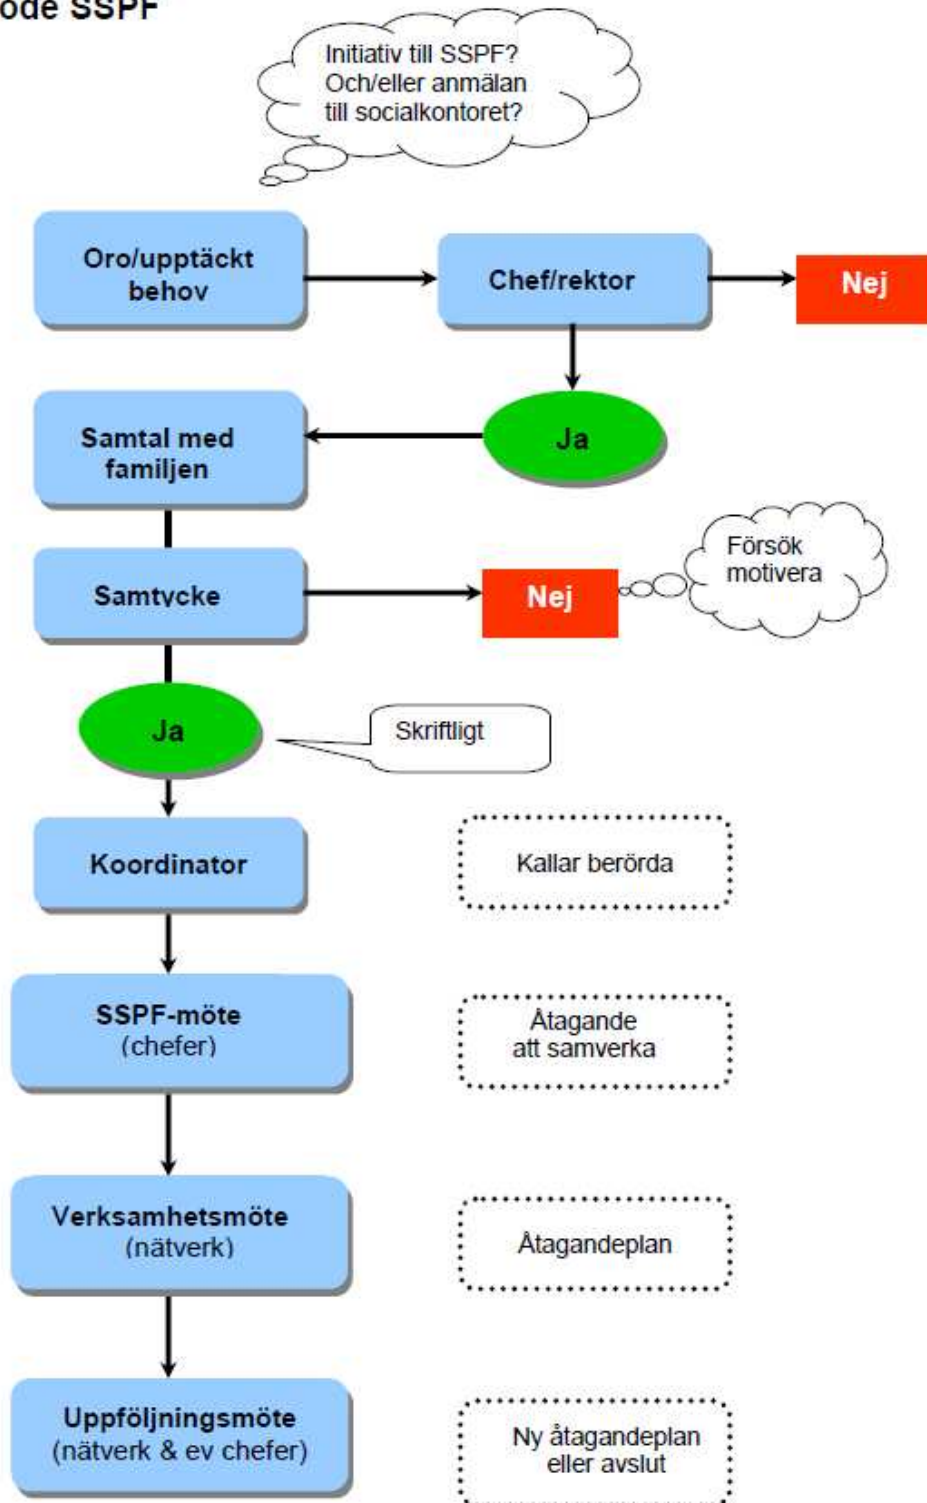 ode SSPF
Initiativ till SSPF?
Och/eller anmälan
till socialkontoret?
Oro/upptäckt
behov
Chef/rektor
Nej
Samtal med
familjen
Ja
Samtycke
Nej
Försök
motivera
Ja
Skriftligt
Koordinator
Kallar berörda
SSPF-möte
(chefer)
Åtagande
att samverka
Verksamhetsmöte
(nätverk)
Åtagandeplan
Uppföljningsmöte
(nätverk & ev chefer)
Ny åtagandeplan
eller avslut